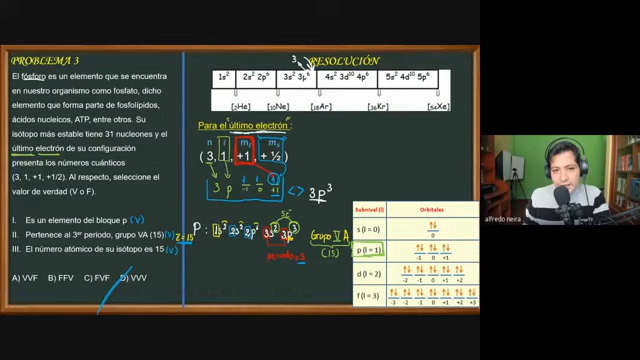 PROBLEMA 3
El fósforo es un elemento que se encuentra
en nuestro organismo como fosfato, dicho
elemento que forma parte de fosfolípidos,
ácidos nucleicos, ATP, entre otros. Su
isótopo más estable tiene 31 nucleones y el
último electrón de su configuración
presenta los números cuánticos
(3, 1, +1, +1/2). Al respecto, seleccione el
valor de verdad (V o F).
I. Es un elemento del bloque p (V)
II. Pertenece al 3er periodo, grupo VA (15) (V)
III. El número atómico de su isótopo es 15 (V)
A) VVF B) FFV C) FVF D) VVV
RESOLUCIÓN
3
1s² 2s² 2p⁶ 3s² 3p⁶ 4s² 3d¹⁰ 4p⁶ 5s² 4d¹⁰ 5p⁶
[₂He] [₁₀Ne] [₁₈Ar] [₃₆Kr] [₅₄Xe]
Para el "último electrón":
n l mₗ mₛ
(3, 1, +1, +½)
3 p 1 1 1 <> 3p³
-1 0 +1
5e⁻
Z=15 P: 1s² 2s² 2p⁶ 3s² 3p³ Grupo V A
(15)
periodo = 3
Subnivel (l) Orbitales
s (l = 0) ↑↓
0
p (l = 1) ↑↓ ↑↓ ↑↓
-1 0 +1
d (l = 2) ↑↓ ↑↓ ↑↓ ↑↓ ↑↓
-2 -1 0 +1 +2
f (l = 3) ↑↓ ↑↓ ↑↓ ↑↓ ↑↓ ↑↓ ↑↓
-3 -2 -1 0 +1 +2 +3
alfredo neira